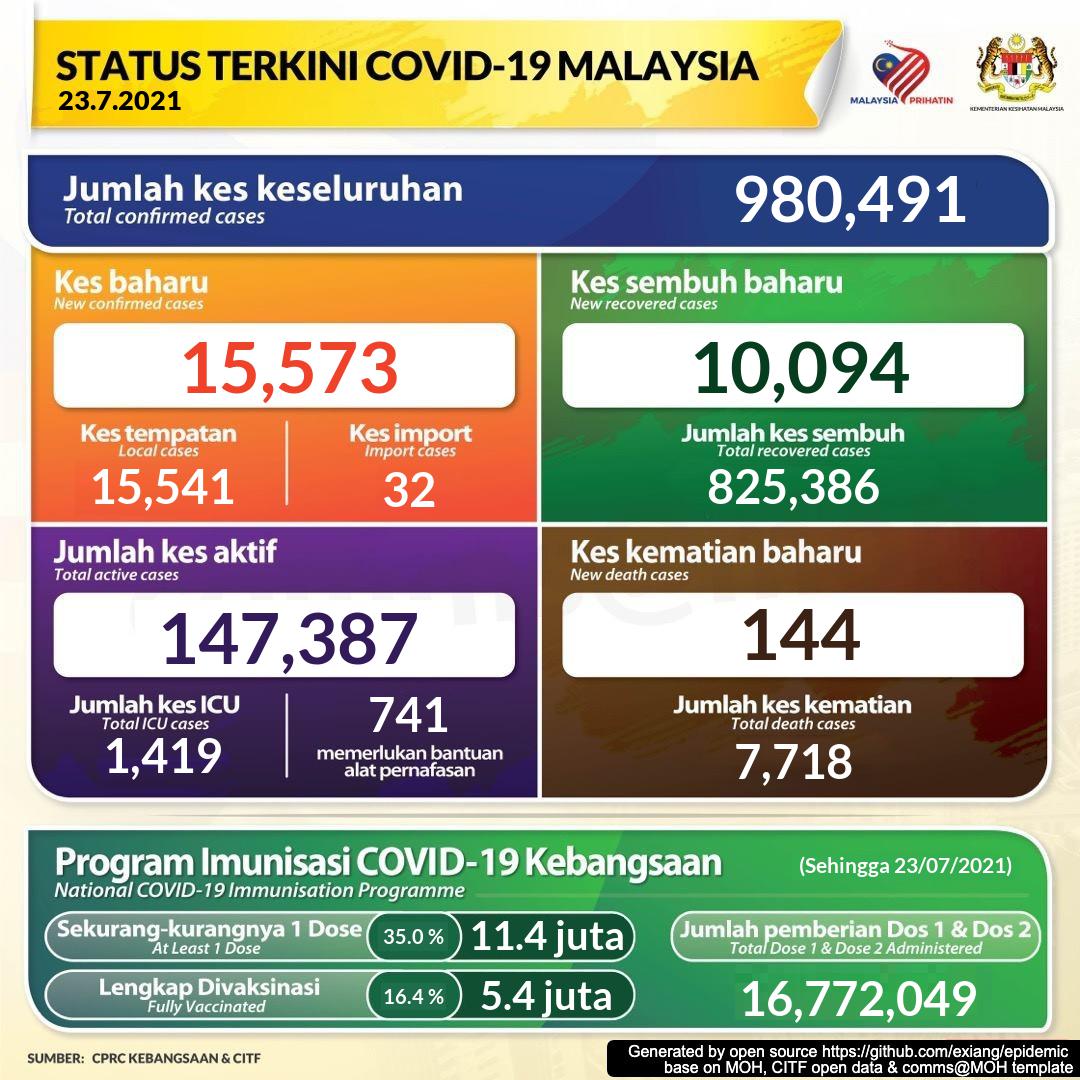 STATUS TERKINI COVID-19 MALAYSIA
23.7.2021
MALAYSIA PRIHATIN
KEMENTERIAN KESIHATAN MALAYSIA
Jumlah kes keseluruhan
Total confirmed cases
980,491
Kes baharu
New confirmed cases
15,573
Kes tempatan
Local cases
15,541
Kes import
Import cases
32
Kes sembuh baharu
New recovered cases
10,094
Jumlah kes sembuh
Total recovered cases
825,386
Jumlah kes aktif
Total active cases
147,387
Jumlah kes ICU
Total ICU cases
1,419
741
memerlukan bantuan
alat pernafasan
Kes kematian baharu
New death cases
144
Jumlah kes kematian
Total death cases
7,718
Program Imunisasi COVID-19 Kebangsaan
National COVID-19 Immunisation Programme
(Sehingga 23/07/2021)
Sekurang-kurangnya 1 Dose
At Least 1 Dose
35.0 %
11.4 juta
Lengkap Divaksinasi
Fully Vaccinated
16.4 %
5.4 juta
Jumlah pemberian Dos 1 & Dos 2
Total Dose 1 & Dose 2 Administered
16,772,049
SUMBER: CPRC KEBANGSAAN & CITF
Generated by open source https://github.com/exiang/epidemic
base on MOH, CITF open data & comms@MOH template